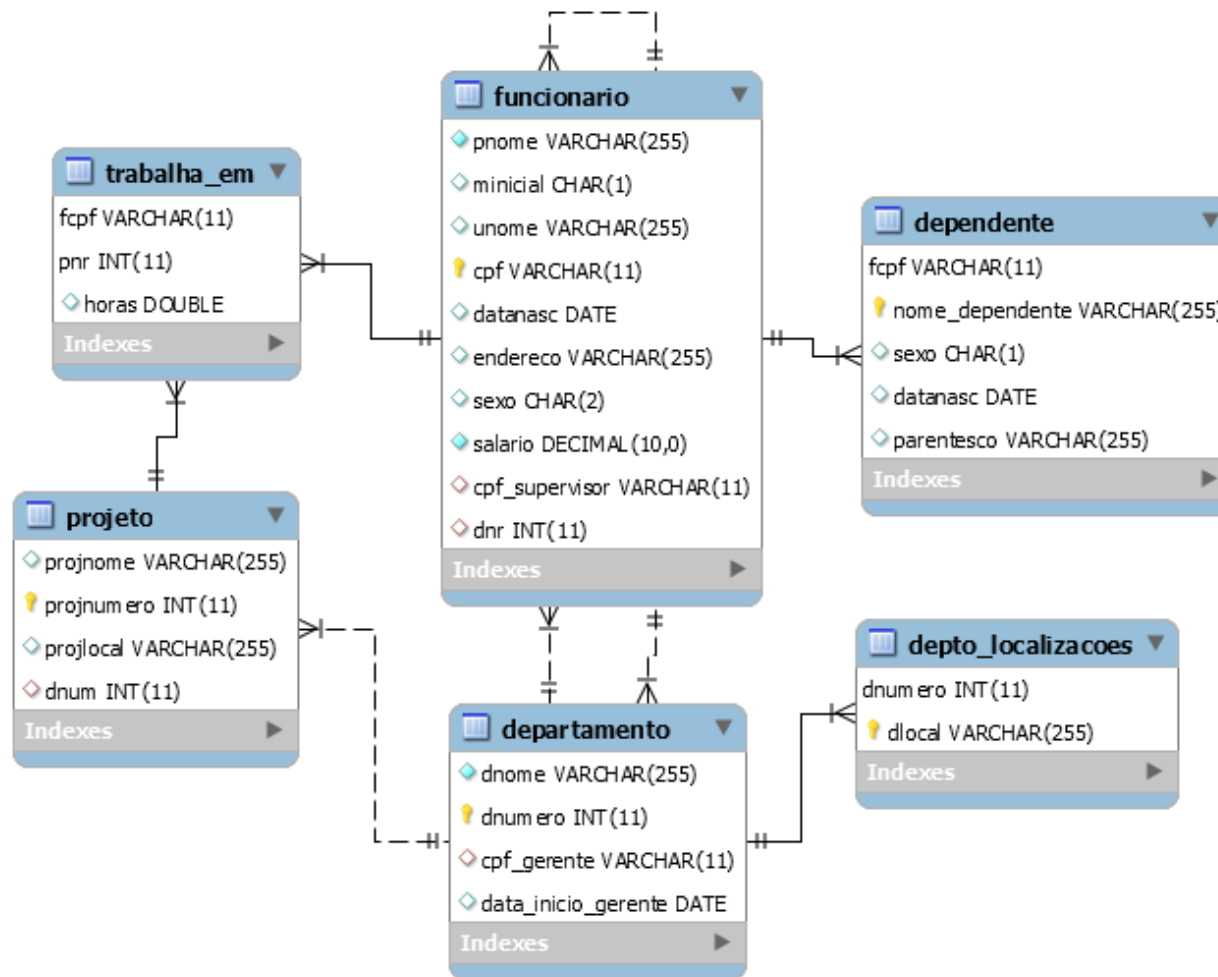 funcionario
pnome VARCHAR(255)
minicial CHAR(1)
unome VARCHAR(255)
cpf VARCHAR(11)
datanasc DATE
endereco VARCHAR(255)
sexo CHAR(2)
salario DECIMAL(10,0)
cpf_supervisor VARCHAR(11)
dnr INT(11)
Indexes
trabalha_em
fcpf VARCHAR(11)
pnr INT(11)
horas DOUBLE
Indexes
dependente
fcpf VARCHAR(11)
nome_dependente VARCHAR(255)
sexo CHAR(1)
datanasc DATE
parentesco VARCHAR(255)
Indexes
projeto
projnome VARCHAR(255)
projnumero INT(11)
projlocal VARCHAR(255)
dnum INT(11)
Indexes
departamento
dnome VARCHAR(255)
dnumero INT(11)
cpf_gerente VARCHAR(11)
data_inicio_gerente DATE
Indexes
depto_localizacoes
dnumero INT(11)
dlocal VARCHAR(255)
Indexes